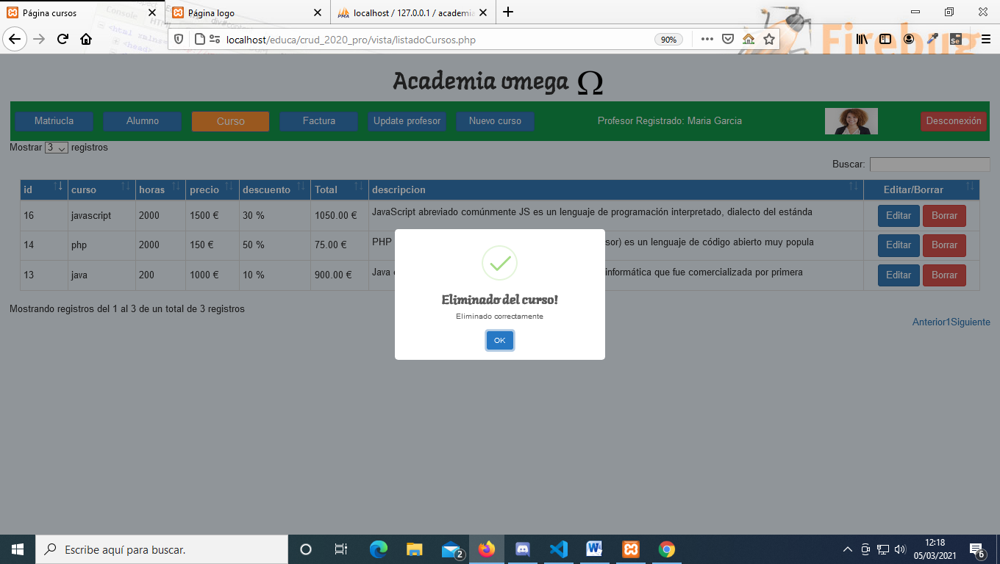 Página cursos
Página logo
localhost / 127.0.0.1 / academia
localhost/educa/crud_2020_pro/vista/listadoCursos.php
90%
Firebug
Academia omega Ω
Matriucla Alumno Curso Factura Update profesor Nuevo curso Profesor Registrado: Maria Garcia Desconexión
Mostrar 3 registros
Buscar:
id curso horas precio descuento Total descripcion Editar/Borrar
16 javascript 2000 1500 € 30 % 1050.00 € JavaScript abreviado comúnmente JS es un lenguaje de programación interpretado, dialecto del estánda Editar Borrar
14 php 2000 150 € 50 % 75.00 € PHP sor) es un lenguaje de código abierto muy popula Editar Borrar
13 java 200 1000 € 10 % 900.00 € Java informática que fue comercializada por primera Editar Borrar
Eliminado del curso!
Eliminado correctamente
OK
Mostrando registros del 1 al 3 de un total de 3 registros
Anterior1Siguiente
Escribe aquí para buscar.
2
12:18
05/03/2021
6